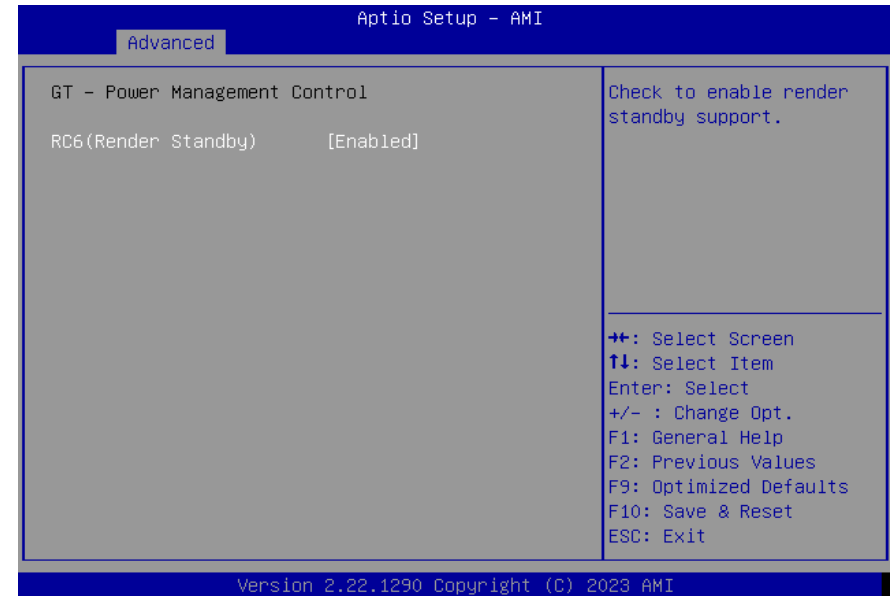 Aptio Setup – AMI
Advanced
GT – Power Management Control
RC6(Render Standby) [Enabled]
Check to enable render
standby support.
→←: Select Screen
↑↓: Select Item
Enter: Select
+/- : Change Opt.
F1: General Help
F2: Previous Values
F9: Optimized Defaults
F10: Save & Reset
ESC: Exit
Version 2.22.1290 Copyright (C) 2023 AMI